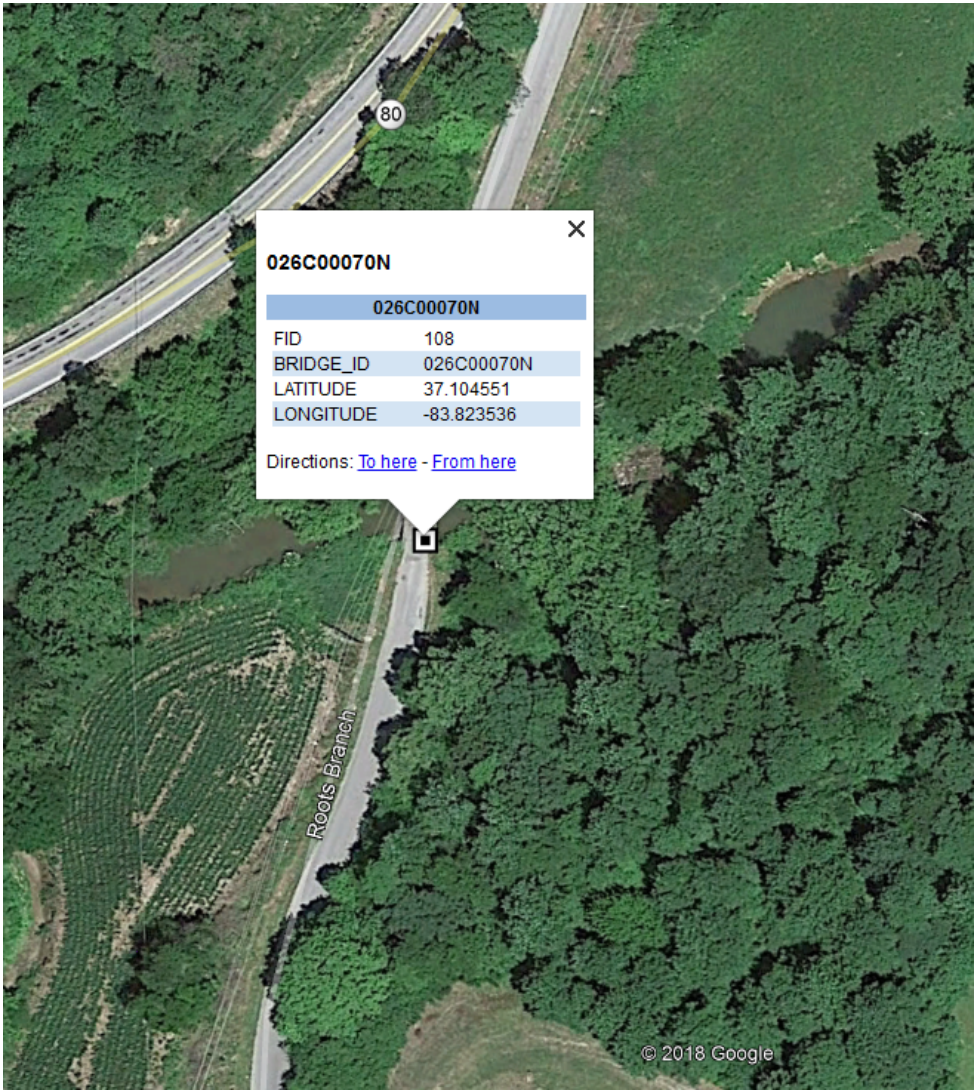 80
026C00070N
026C00070N
FID 108
BRIDGE_ID 026C00070N
LATITUDE 37.104551
LONGITUDE -83.823536
Directions: To here - From here
Roots Branch
© 2018 Google